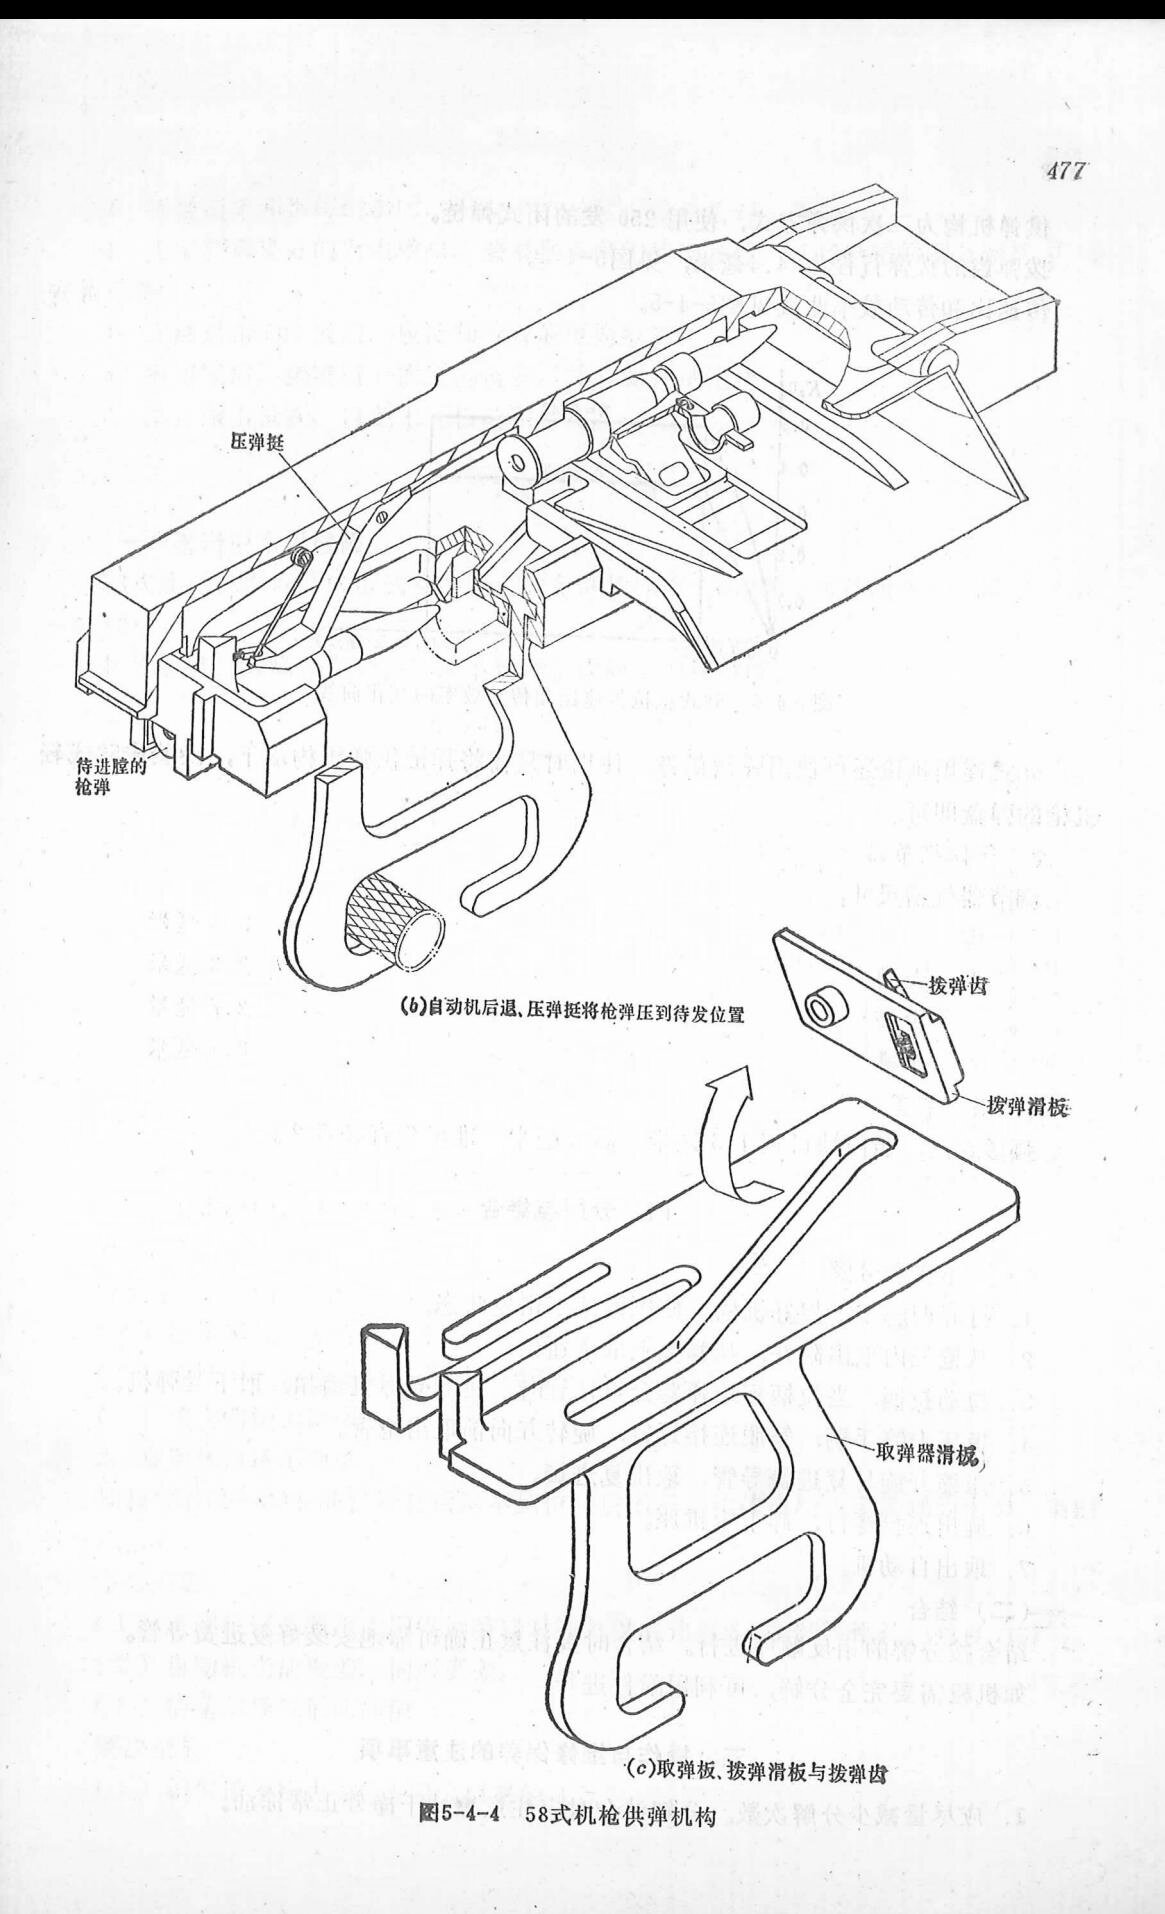 477
压弹挺
待进膛的
枪弹
(b)自动机后退、压弹挺将枪弹压到待发位置
拨弹齿
拨弹滑板
取弹器滑板
(c)取弹板、拨弹滑板与拨弹齿
图5-4-4 58式机枪供弹机构